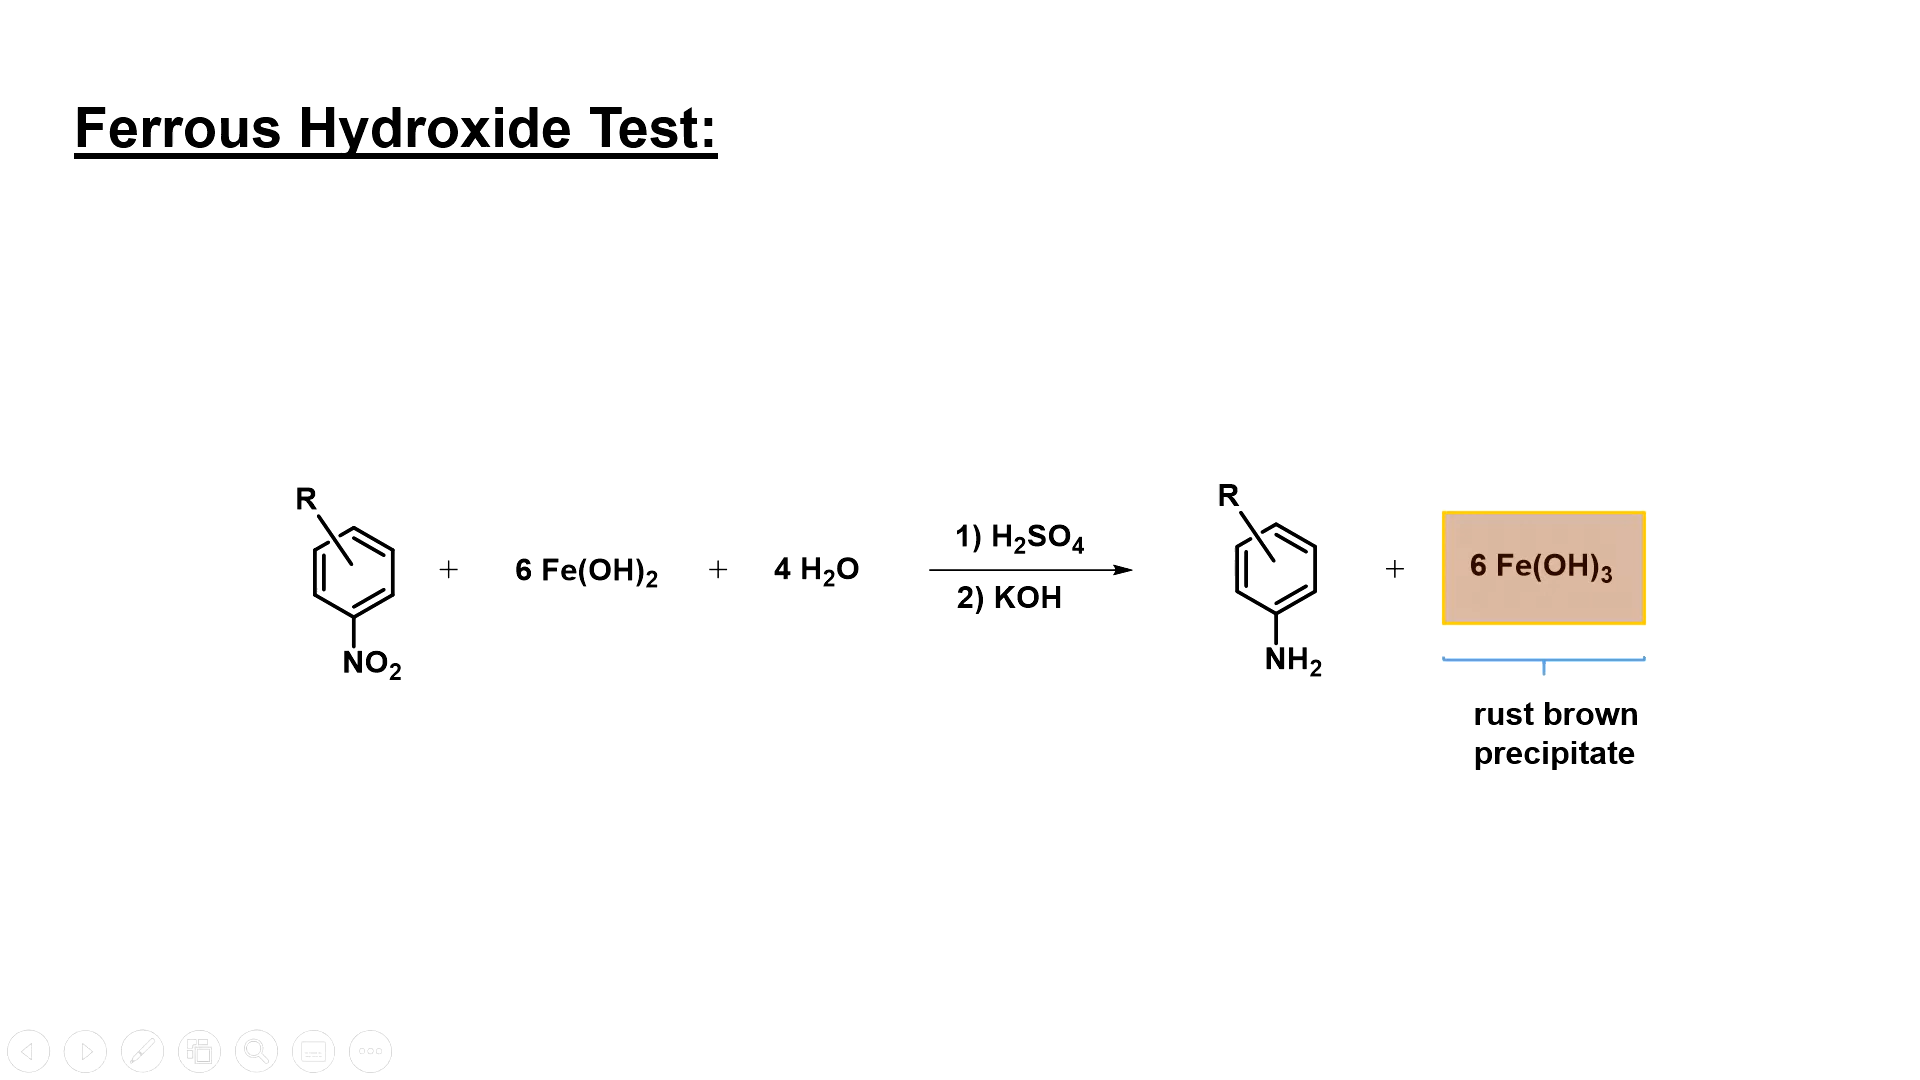 Ferrous Hydroxide Test:
R
NO₂
+
6 Fe(OH)₂
+
4 H₂O
1) H₂SO₄
2) KOH
R
NH₂
+
6 Fe(OH)₃
rust brown
precipitate